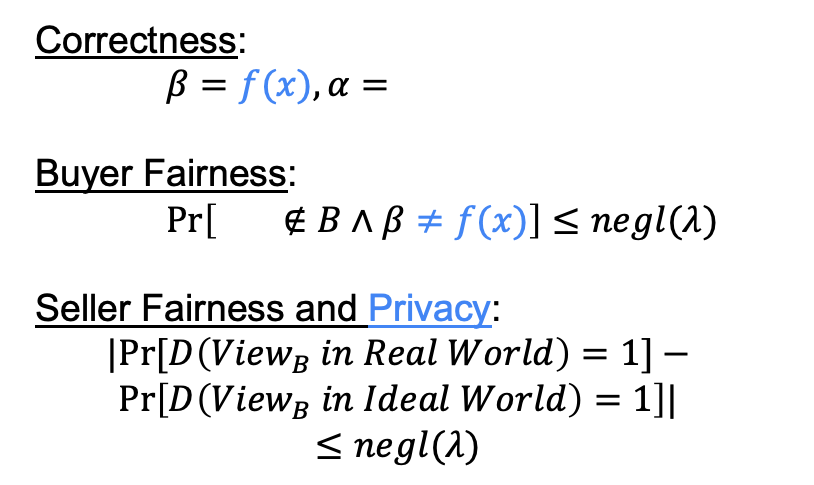 Correctness:
β = f(x), α =
Buyer Fairness:
Pr[ ∉ B ∧ β ≠ f(x)] ≤ negl(λ)
Seller Fairness and Privacy:
|Pr[D(View_B in Real World) = 1] −
Pr[D(View_B in Ideal World) = 1]|
≤ negl(λ)